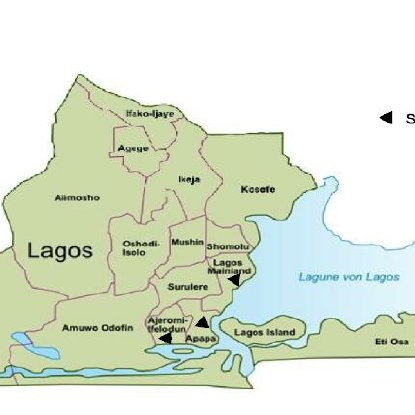 Ifako-Ijaye
Agege
Ikeja
Alimosho
Kosofe
Lagos
Oshodi-
Isolo
Mushin
Shomolu
Lagos
Mainland
Lagune von Lagos
Surulere
Amuwo Odofin
Ajeromi-
Ifelodun
Apapa
Lagos Island
Eti Osa
s